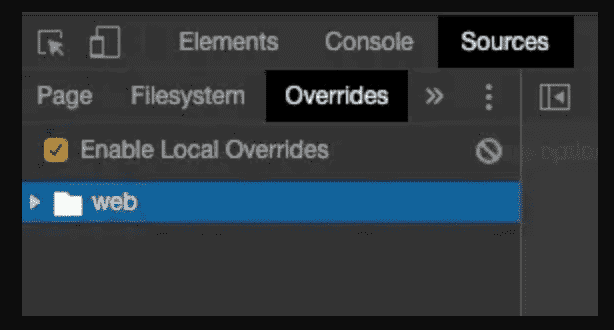 Elements Console Sources
Page Filesystem Overrides »
Enable Local Overrides
web